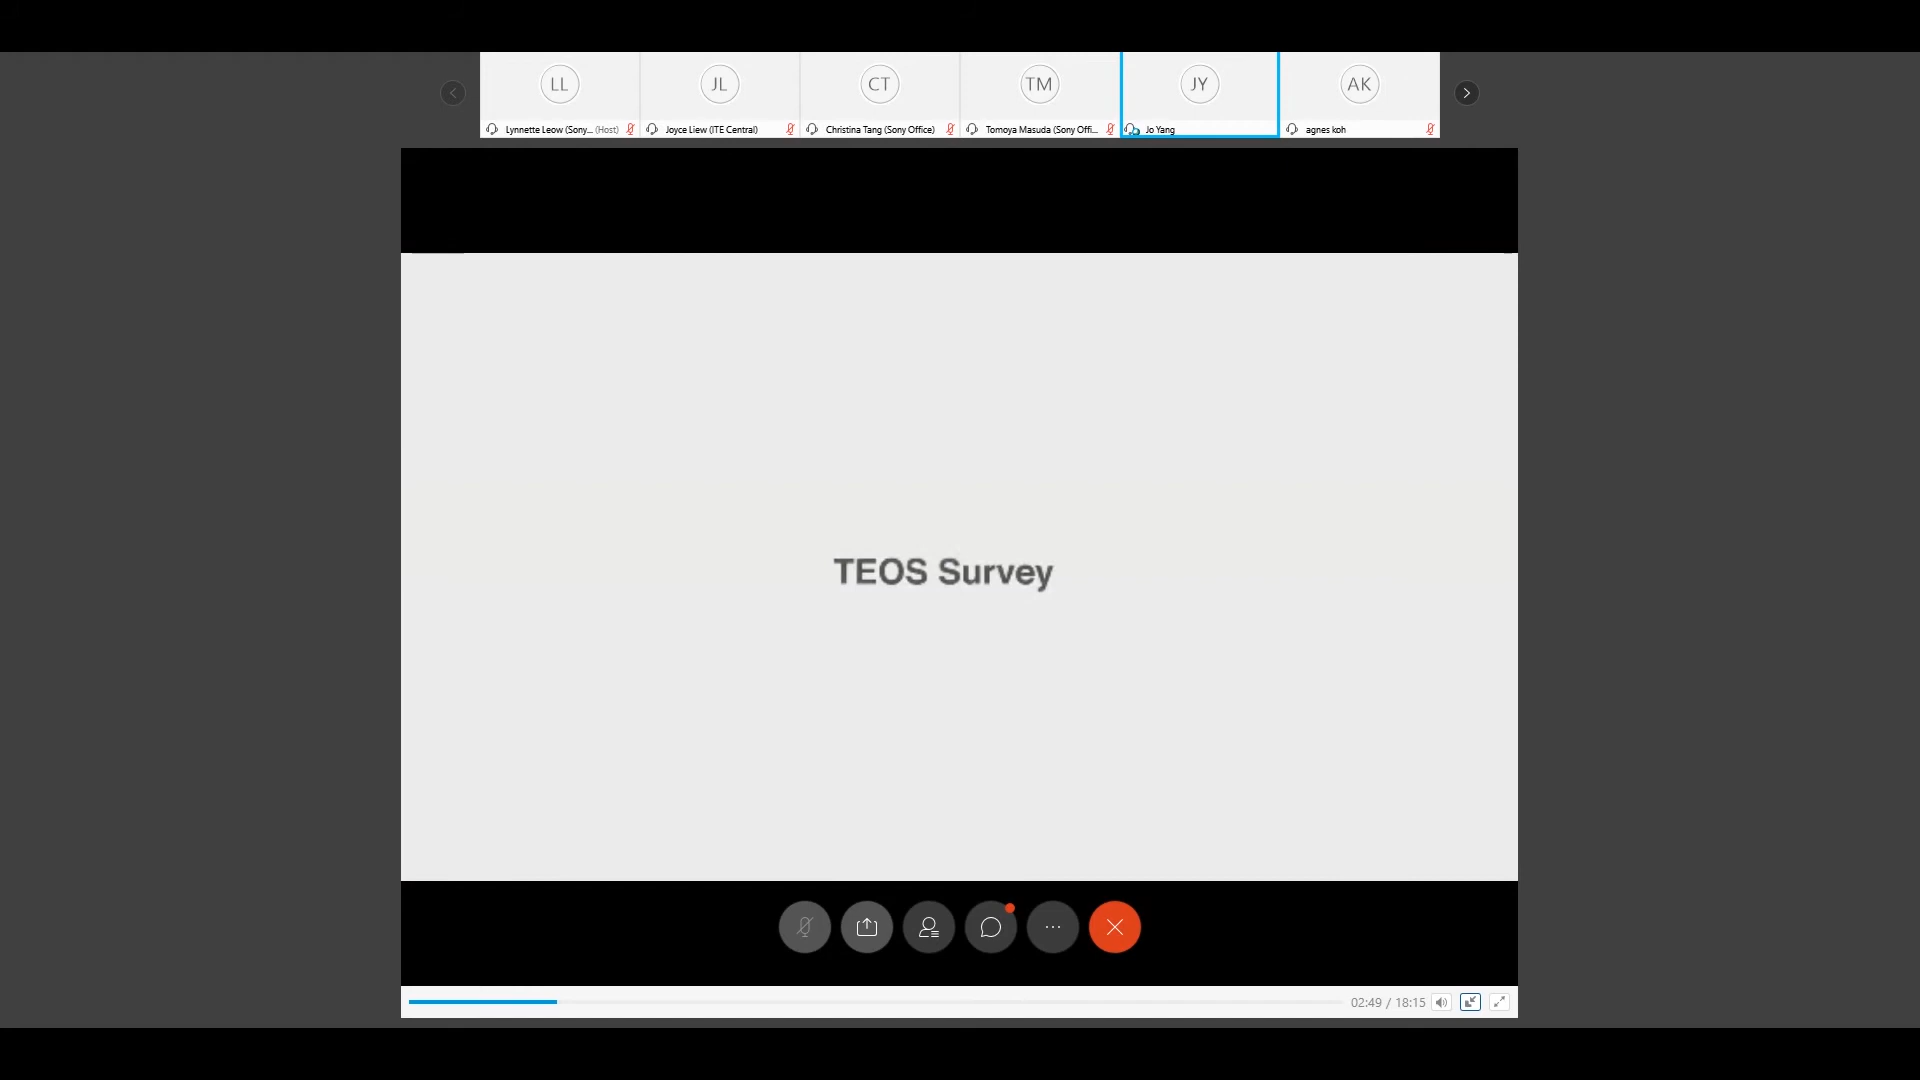 LL
JL
CT
TM
JY
AK
Lynnette Leow (Sony... (Host)
Joyce Liew (ITE Central)
Christina Tang (Sony Office)
Tomoya Masuda (Sony Offi...
Jo Yang
agnes koh
TEOS Survey
02:49 / 18:15